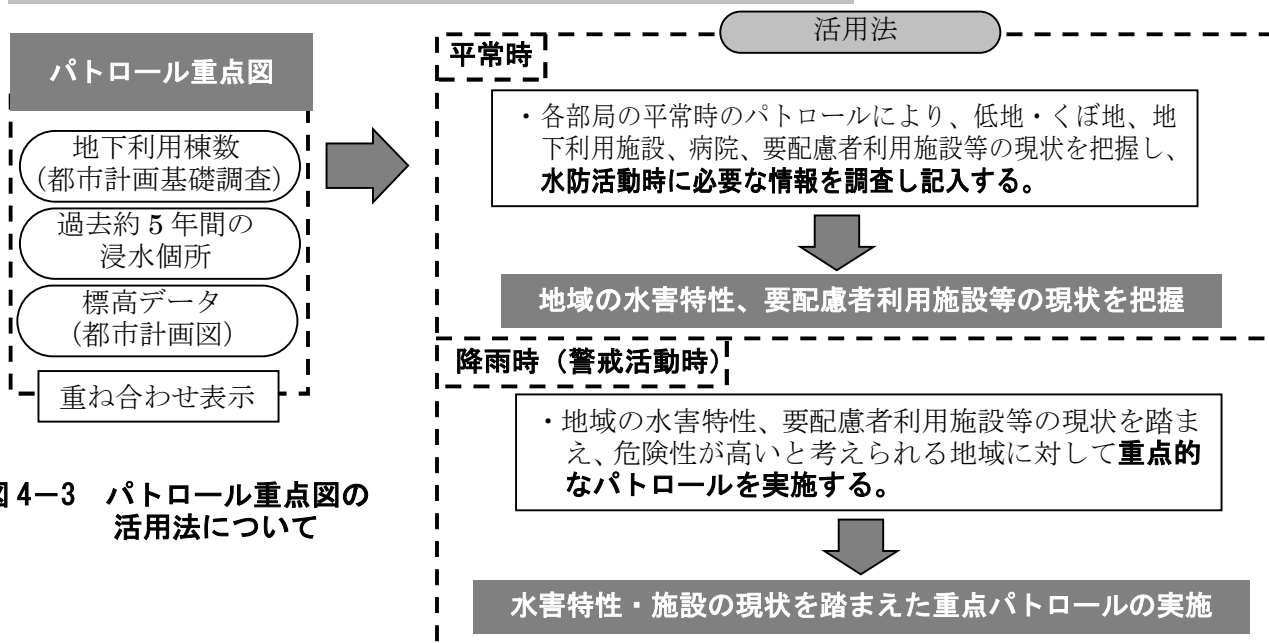 パトロール重点図
地下利用棟数
(都市計画基礎調査)
過去約5年間の
浸水個所
標高データ
(都市計画図)
重ね合わせ表示
図4－3　パトロール重点図の
活用法について
活用法
平常時
・各部局の平常時のパトロールにより、低地・くぼ地、地
下利用施設、病院、要配慮者利用施設等の現状を把握し、
水防活動時に必要な情報を調査し記入する。
地域の水害特性、要配慮者利用施設等の現状を把握
降雨時（警戒活動時）
・地域の水害特性、要配慮者利用施設等の現状を踏ま
え、危険性が高いと考えられる地域に対して重点的
なパトロールを実施する。
水害特性・施設の現状を踏まえた重点パトロールの実施